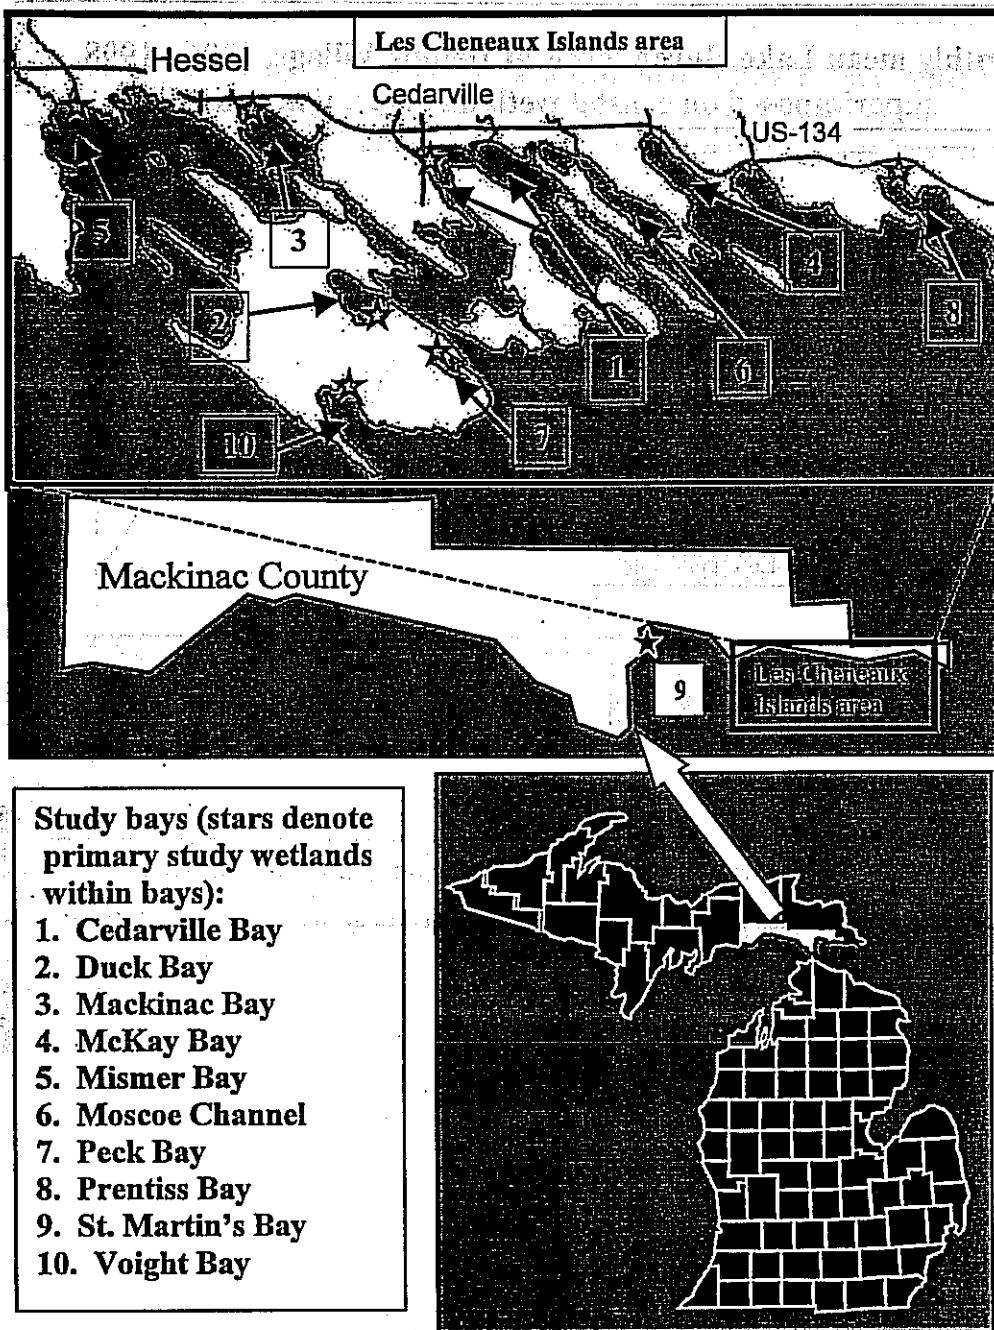 Les Cheneaux Islands area
Hessel
Cedarville
US-134
5
3
2
4
8
1
6
7
10
Mackinac County
9
Les Cheneaux
Islands area
Study bays (stars denote
primary study wetlands
within bays):
1. Cedarville Bay
2. Duck Bay
3. Mackinac Bay
4. McKay Bay
5. Mismer Bay
6. Moscoe Channel
7. Peck Bay
8. Prentiss Bay
9. St. Martin's Bay
10. Voight Bay